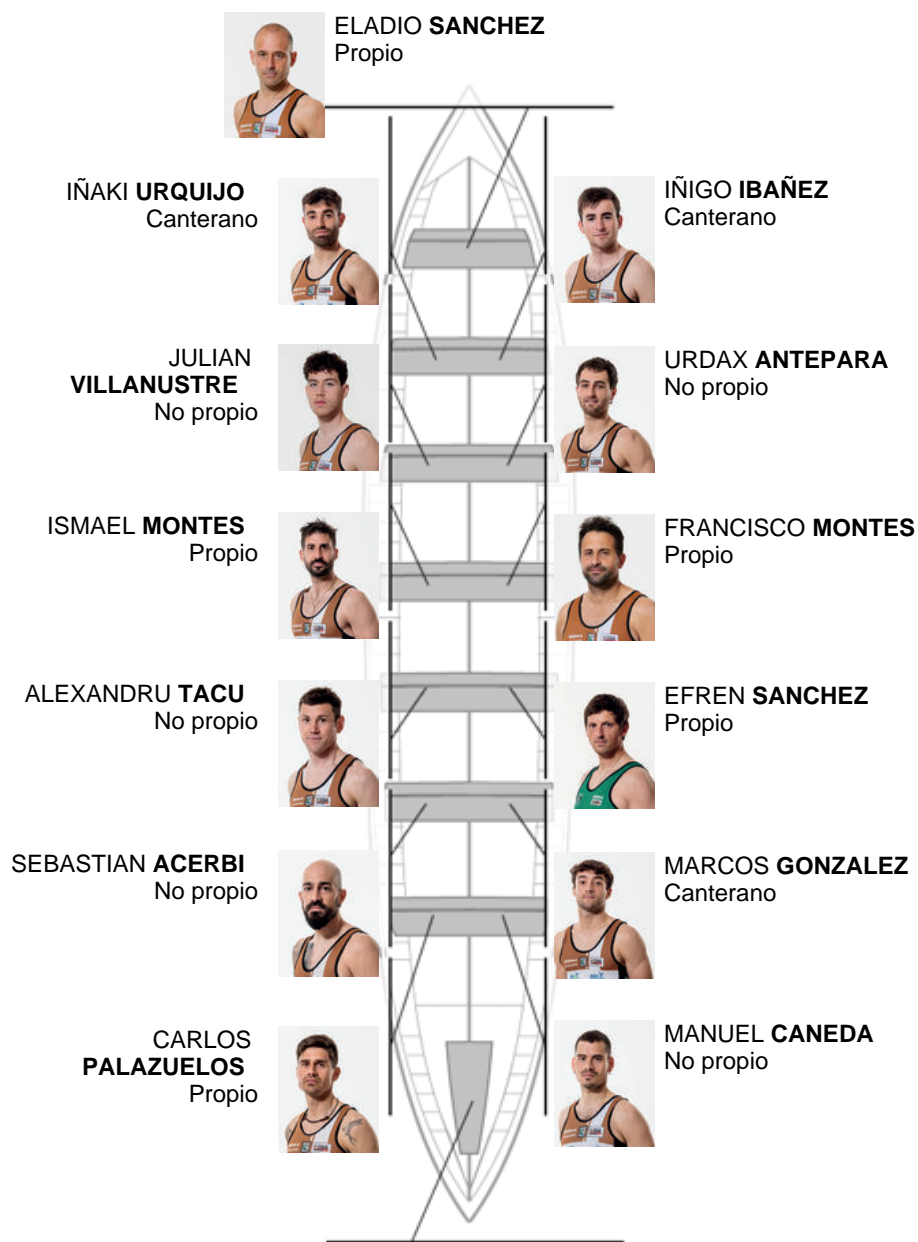 ELADIO SANCHEZ
Propio
IÑAKI URQUIJO
Canterano
IÑIGO IBAÑEZ
Canterano
JULIAN
VILLANUSTRE
No propio
URDAX ANTEPARA
No propio
ISMAEL MONTES
Propio
FRANCISCO MONTES
Propio
ALEXANDRU TACU
No propio
EFREN SANCHEZ
Propio
SEBASTIAN ACERBI
No propio
MARCOS GONZALEZ
Canterano
CARLOS
PALAZUELOS
Propio
MANUEL CANEDA
No propio